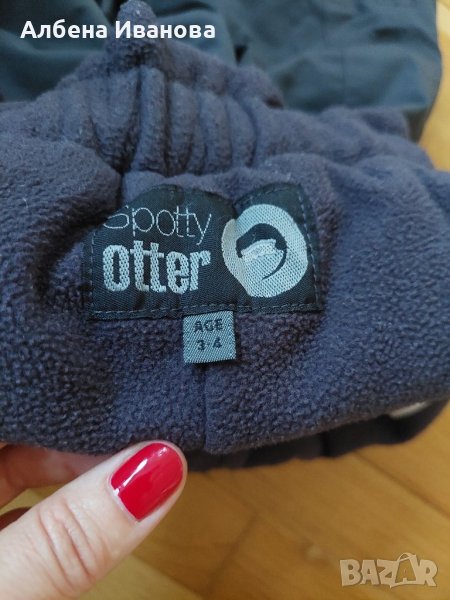 Албена Иванова
Spotty
otter
AGE
3-4
BAZAR